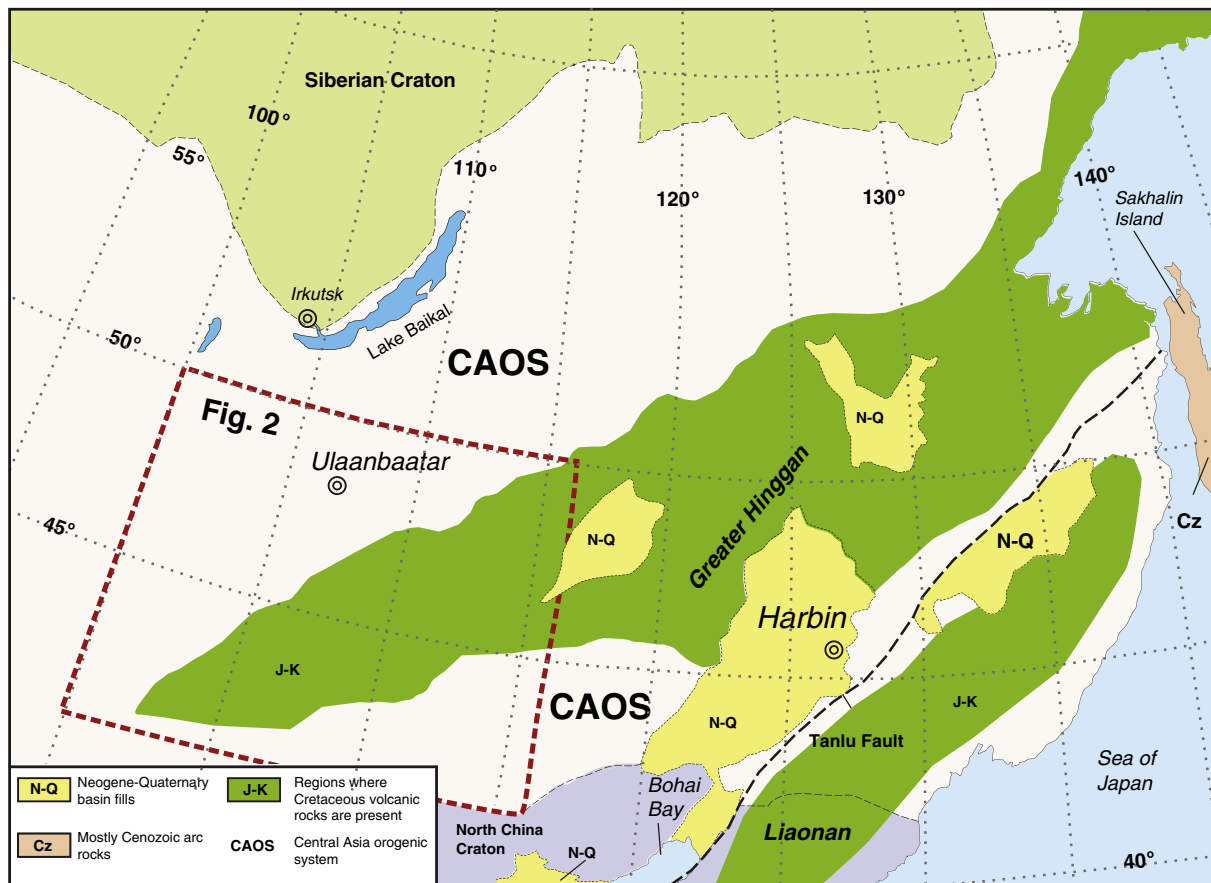 Siberian Craton
100°
55°
110°
120°
130°
140°
Sakhalin
Island
Irkutsk
Lake Baikal
50°
CAOS
Fig. 2
Ulaanbaatar
N-Q
Greater Hinggan
45°
N-Q
N-Q
Cz
Harbin
J-K
CAOS
J-K
N-Q
Tanlu Fault
Sea of
Japan
Bohai
Bay
Liaonan
North China
Craton
N-Q
40°
N-Q
Neogene-Quaternary
basin fills
J-K
Regions where
Cretaceous volcanic
rocks are present
Cz
Mostly Cenozoic arc
rocks
CAOS
Central Asia orogenic
system